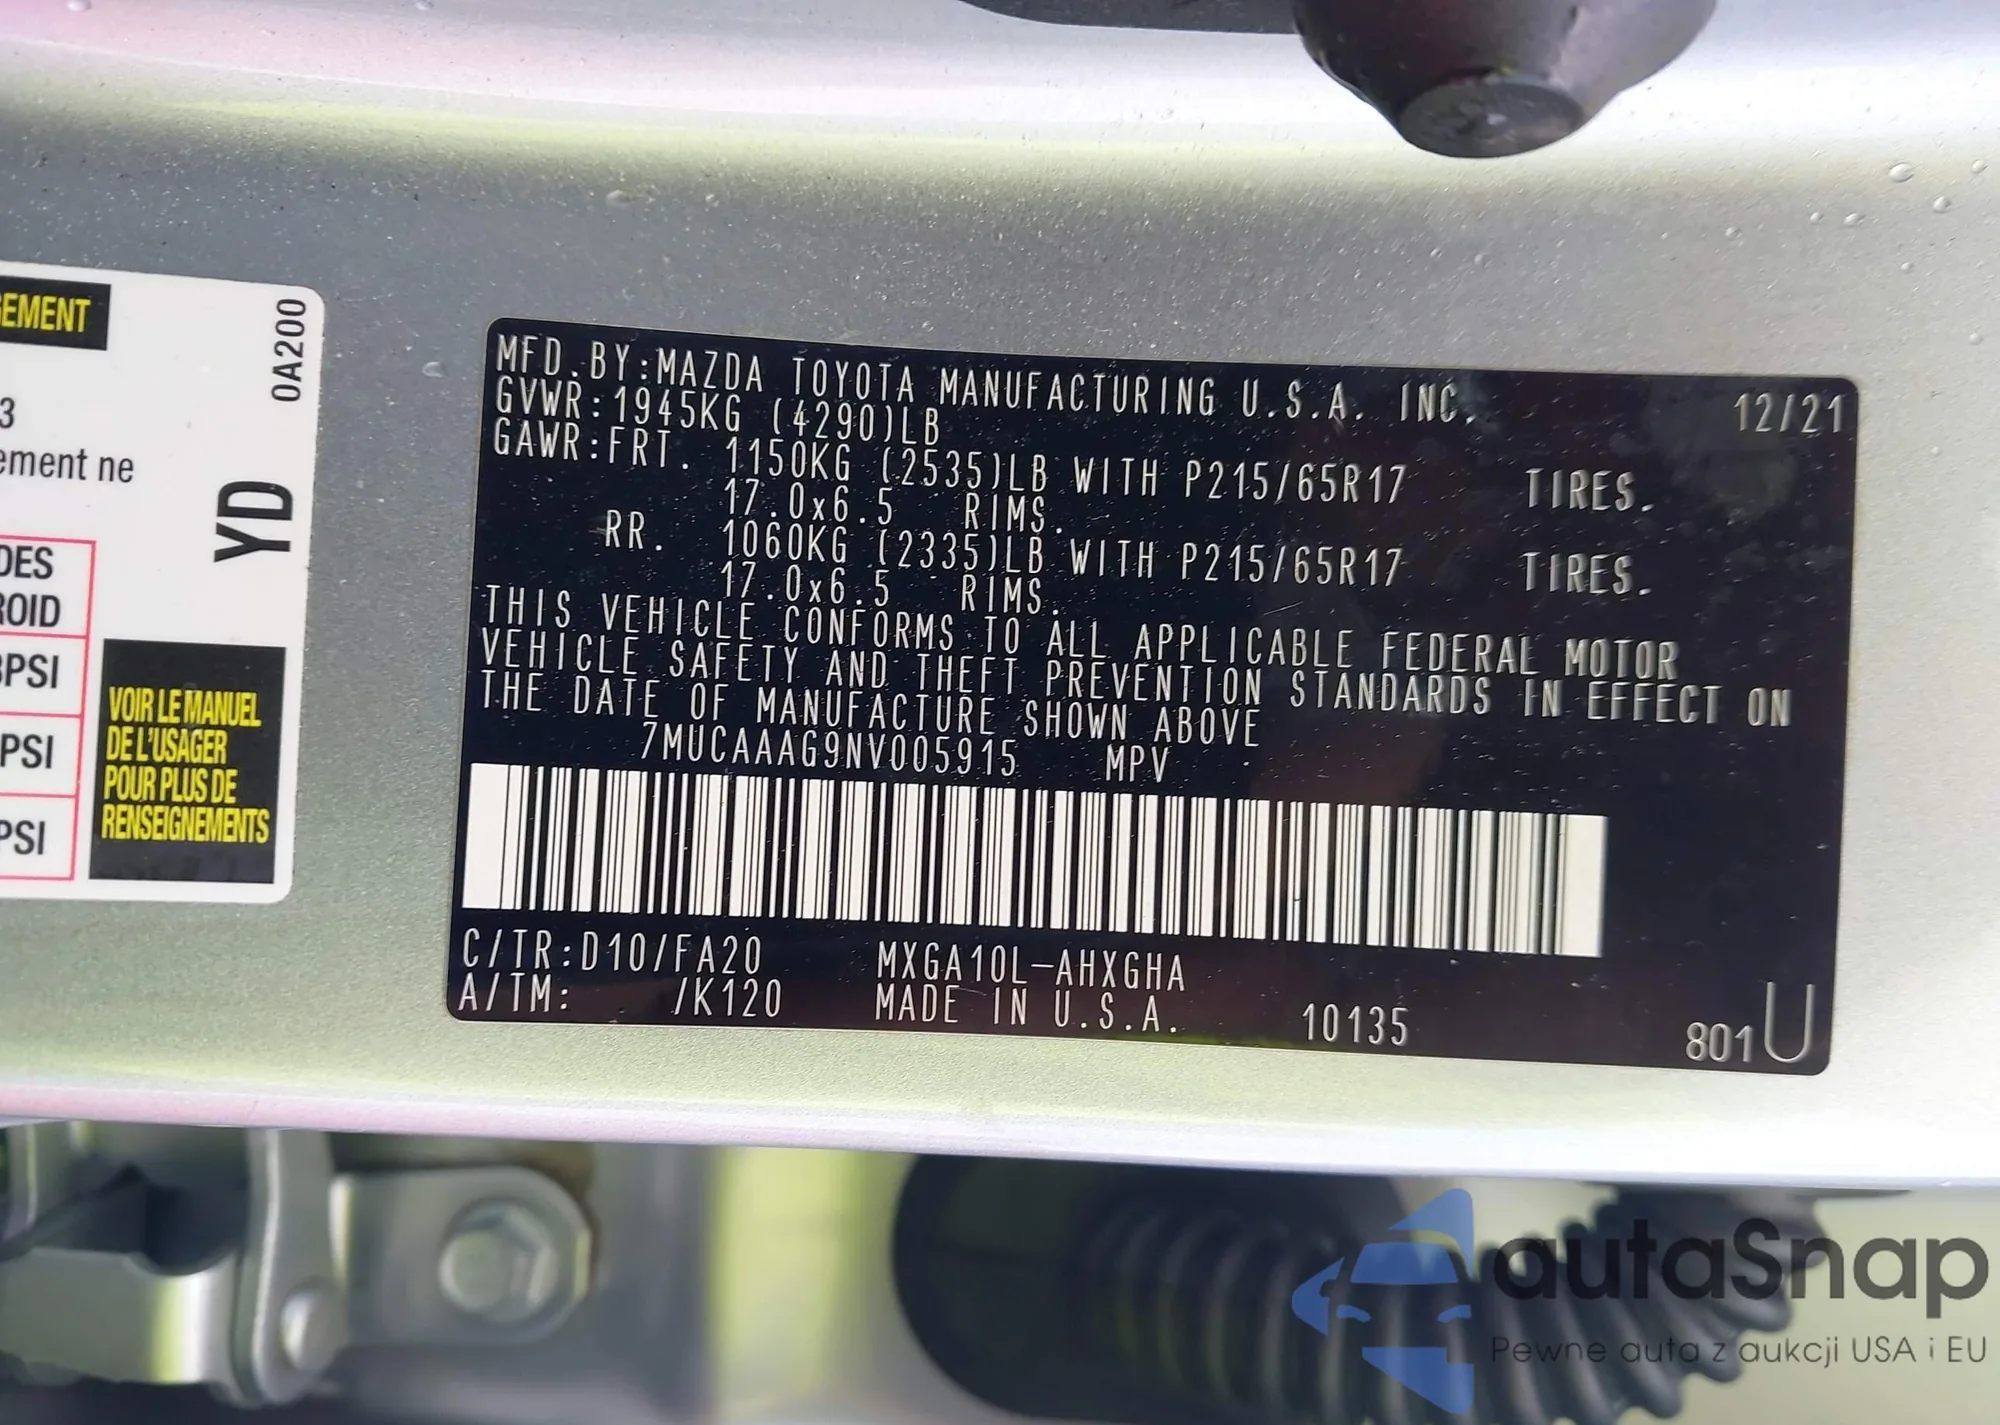 GEMENT
0A200
3
ement ne
YD
DES
ROID
PSI
PSI
PSI
VOIR LE MANUEL
DE L'USAGER
POUR PLUS DE
RENSEIGNEMENTS
MFD.BY:MAZDA TOYOTA MANUFACTURING U.S.A. INC. 12/21
GVWR:1945KG (4290)LB
GAWR:FRT. 1150KG (2535)LB WITH P215/65R17 TIRES.
17.0x6.5 RIMS.
RR. 1060KG (2335)LB WITH P215/65R17 TIRES.
17.0x6.5 RIMS.
THIS VEHICLE CONFORMS TO ALL APPLICABLE FEDERAL MOTOR
VEHICLE SAFETY AND THEFT PREVENTION STANDARDS IN EFFECT ON
THE DATE OF MANUFACTURE SHOWN ABOVE
7MUCAAAG9NV005915 MPV
C/TR:D10/FA20 MXGA10L-AHXGHA
A/TM: /K120 MADE IN U.S.A. 10135 801U
autaSnap
Pewne auta z aukcji USA i EU